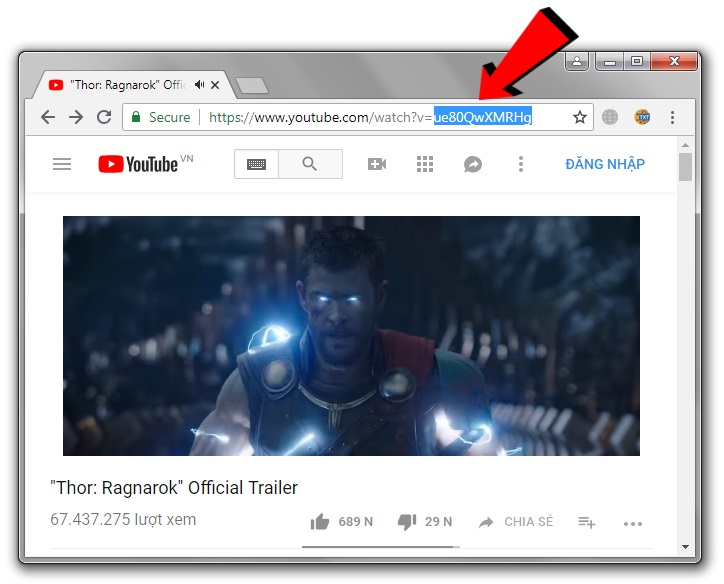 "Thor: Ragnarok" Offic
Secure https://www.youtube.com/watch?v=ue80QwXMRHg
YouTube VN
ĐĂNG NHẬP
"Thor: Ragnarok" Official Trailer
67.437.275 lượt xem 689 N 29 N CHIA SẺ